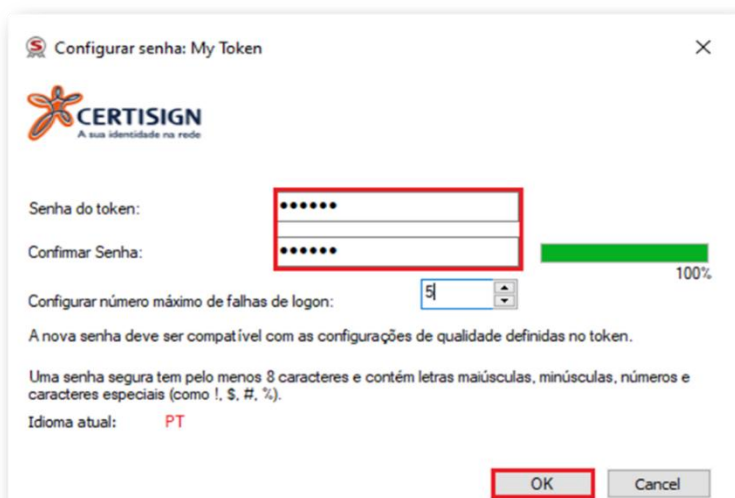 Configurar senha: My Token
CERTISIGN
A sua identidade na rede
Senha do token: ••••••
Confirmar Senha: ••••••
100%
Configurar número máximo de falhas de logon: 5
A nova senha deve ser compatível com as configurações de qualidade definidas no token.
Uma senha segura tem pelo menos 8 caracteres e contém letras maiúsculas, minúsculas, números e
caracteres especiais (como !, $, #, %).
Idioma atual: PT
OK Cancel